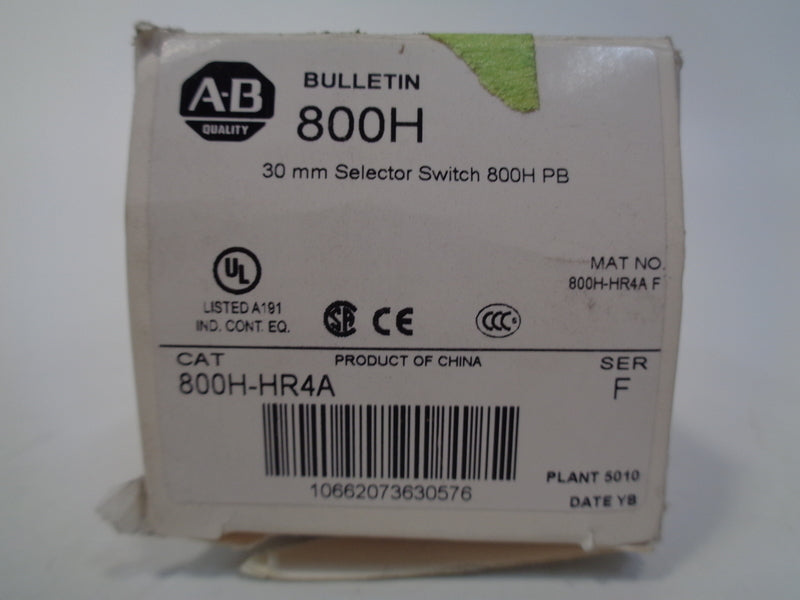 A-B
QUALITY
BULLETIN
800H
30 mm Selector Switch 800H PB
UL
LISTED A191
IND. CONT. EQ.
SA CE CCC S
MAT NO.
800H-HR4A F
CAT PRODUCT OF CHINA SER
800H-HR4A F
10662073630576
PLANT 5010
DATE YB